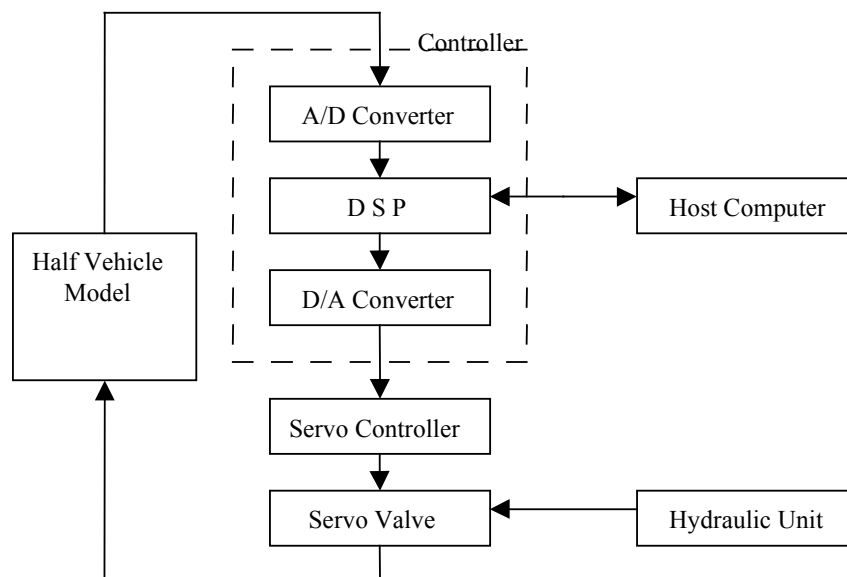 Controller
A/D Converter
D S P
Host Computer
Half Vehicle
Model
D/A Converter
Servo Controller
Servo Valve
Hydraulic Unit